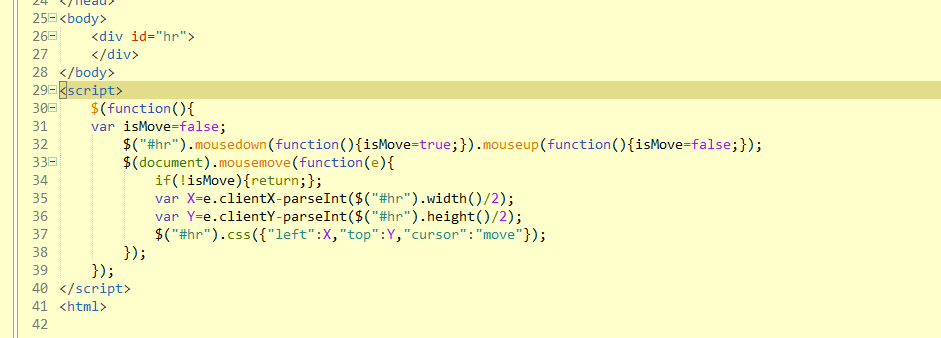 24 </head>
25 <body>
26 <div id="hr">
27 </div>
28 </body>
29 <script>
30 $(function(){
31 var isMove=false;
32 $("#hr").mousedown(function(){isMove=true;}).mouseup(function(){isMove=false;});
33 $(document).mousemove(function(e){
34 if(!isMove){return;};
35 var X=e.clientX-parseInt($("#hr").width()/2);
36 var Y=e.clientY-parseInt($("#hr").height()/2);
37 $("#hr").css({"left":X,"top":Y,"cursor":"move"});
38 });
39 });
40 </script>
41 <html>
42